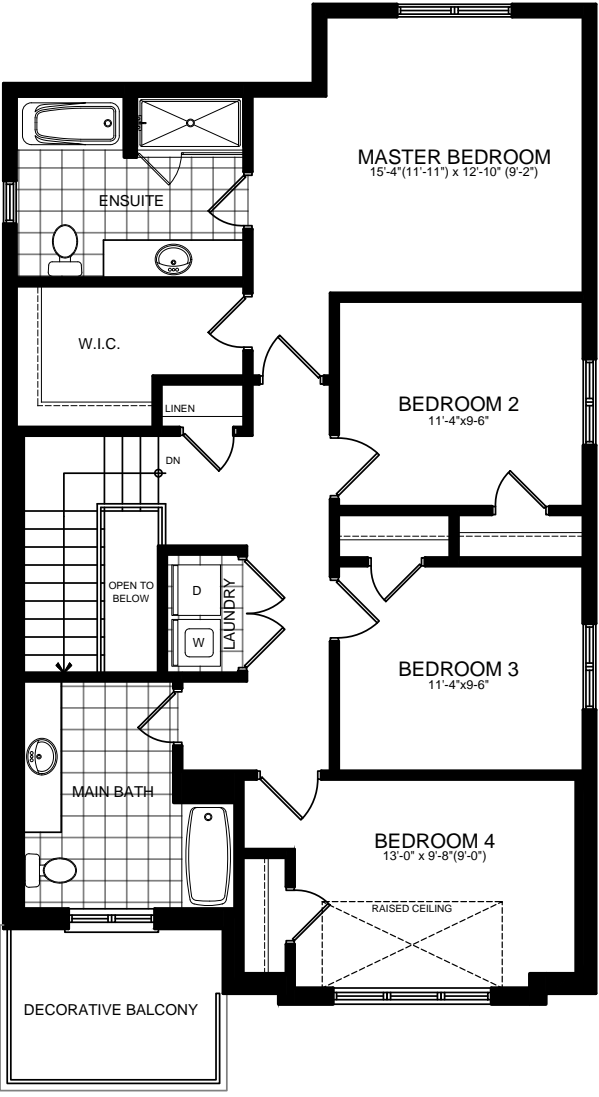 MASTER BEDROOM
15'-4"(11'-11") x 12'-10" (9'-2")
ENSUITE
W.I.C.
LINEN
BEDROOM 2
11'-4"x9'-6"
DN
OPEN TO
BELOW
D
W
LAUNDRY
BEDROOM 3
11'-4"x9'-6"
MAIN BATH
BEDROOM 4
13'-0" x 9'-8"(9'-0")
RAISED CEILING
DECORATIVE BALCONY